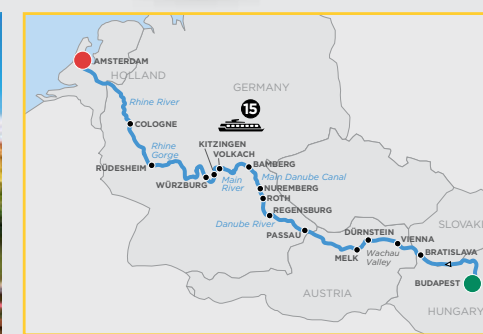 AMSTERDAM
HOLLAND
GERMANY
Rhine River
15
COLOGNE
Rhine
Gorge
KITZINGEN
VOLKACH
BAMBERG
RÜDESHEIM
WÜRZBURG
Main
River
Main Danube Canal
NUREMBERG
ROTH
REGENSBURG
Danube River
PASSAU
DÜRNSTEIN
VIENNA
SLOVAKI
MELK
Wachau
Valley
BRATISLAVA
BUDAPEST
AUSTRIA
HUNGARY